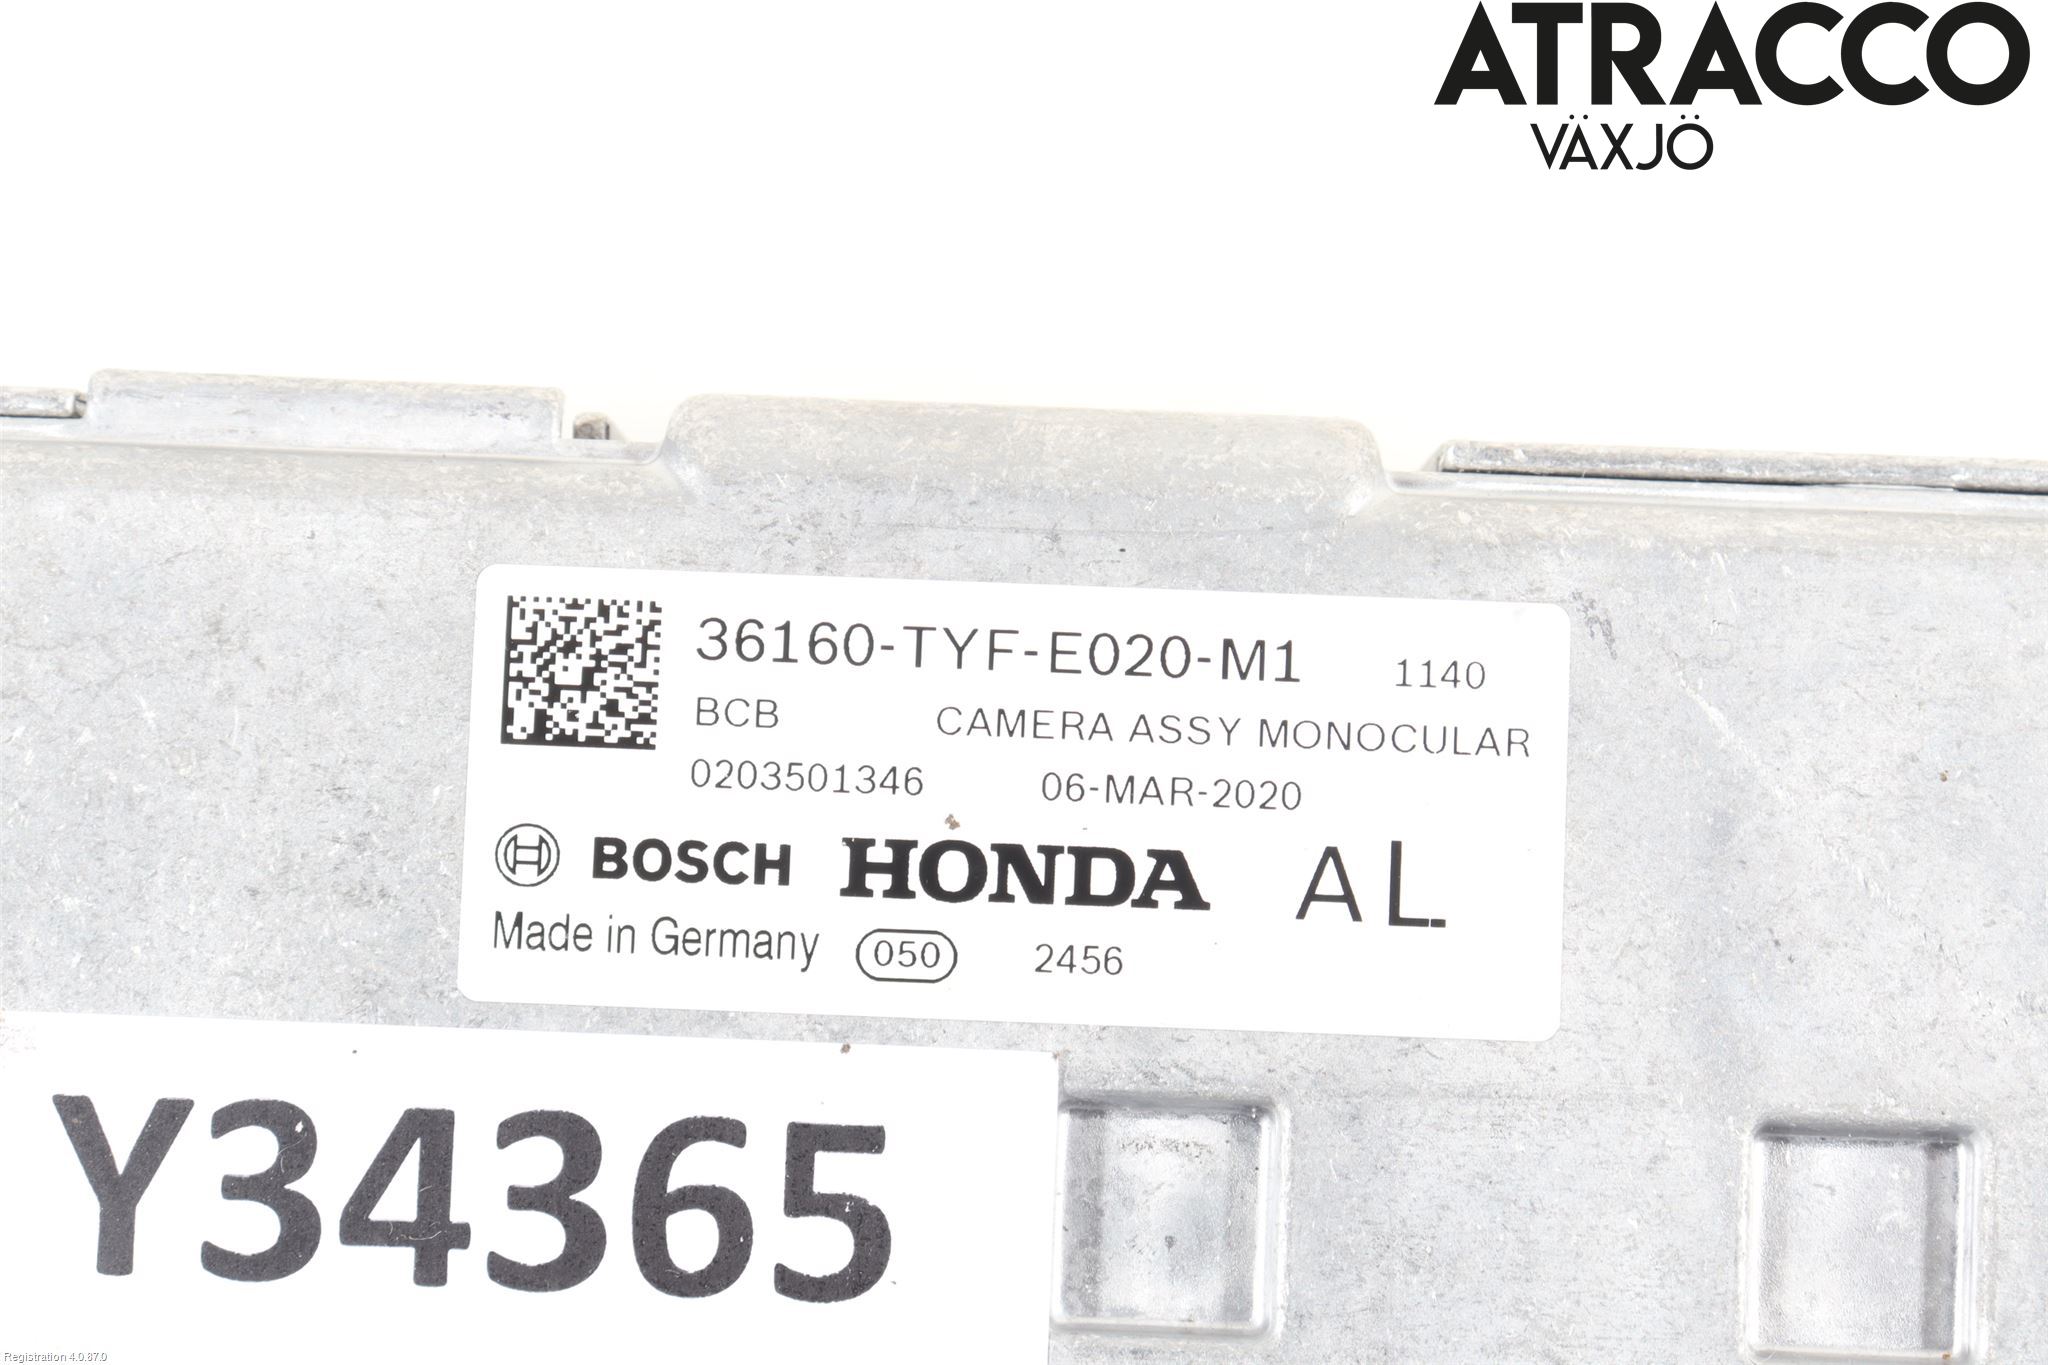 ATRACCO
VÄXJÖ
36160-TYF-E020-M1 1140
BCB CAMERA ASSY MONOCULAR
0203501346 06-MAR-2020
BOSCH HONDA AL
Made in Germany 050 2456
Y34365
Registration 4.0.87.0